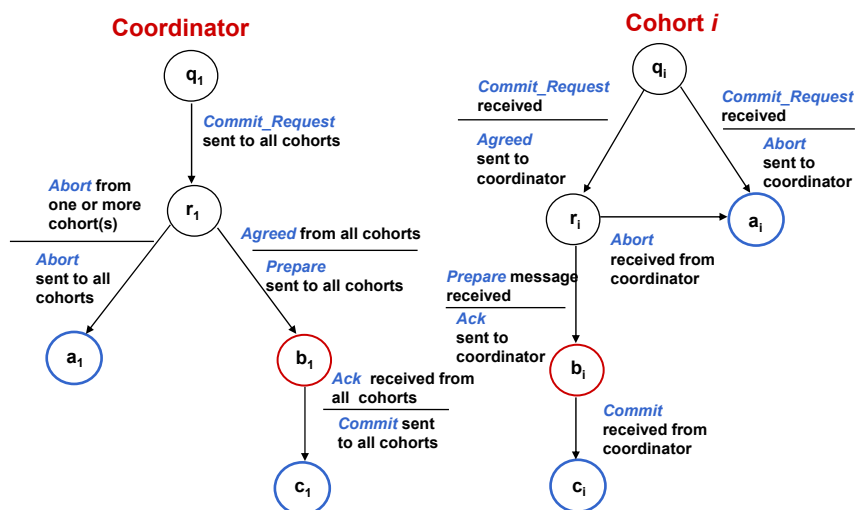 Coordinator
q1
Commit_Request
sent to all cohorts
Abort from
one or more
cohort(s)
Abort
sent to all
cohorts
r1
Agreed from all cohorts
Prepare
sent to all cohorts
a1
b1
Ack received from
all cohorts
Commit sent
to all cohorts
c1
Cohort i
qi
Commit_Request
received
Agreed
sent to
coordinator
Commit_Request
received
Abort
sent to
coordinator
ri
ai
Abort
received from
coordinator
Prepare message
received
Ack
sent to
coordinator
bi
Commit
received from
coordinator
ci